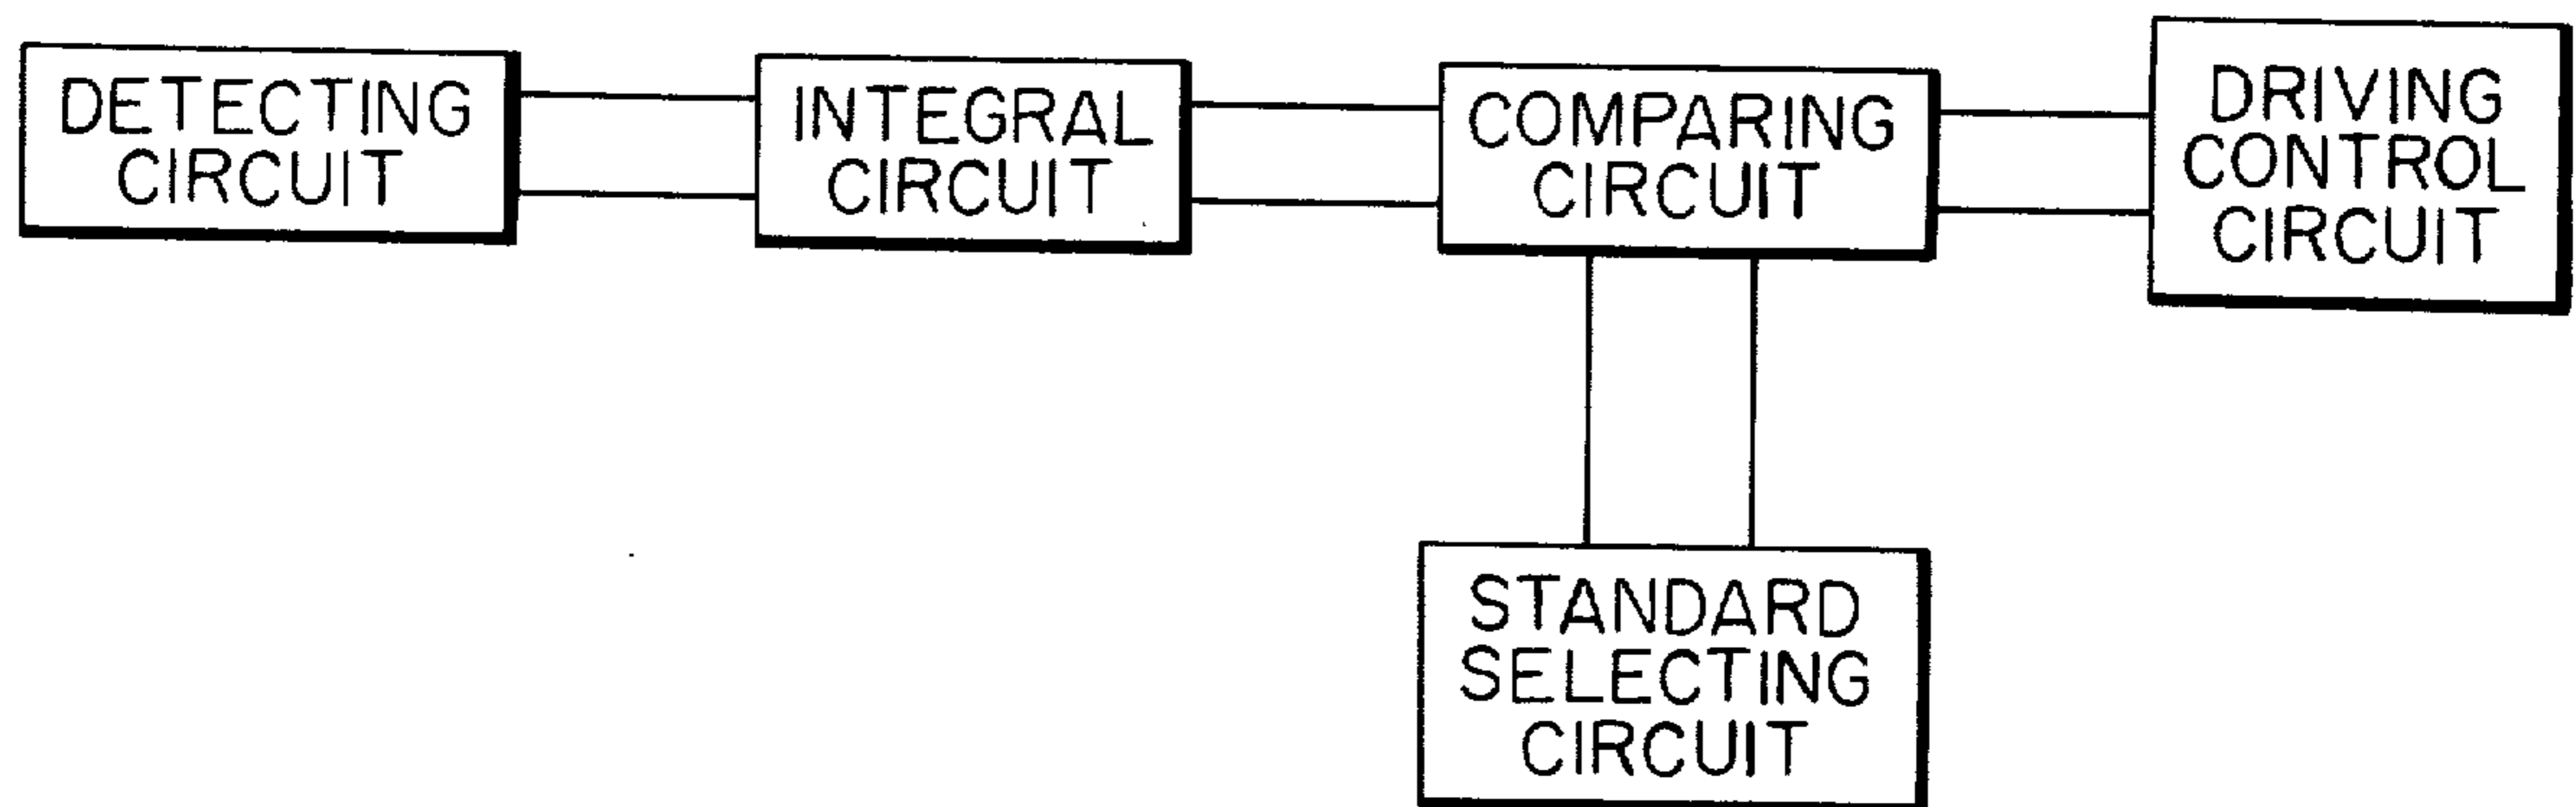 DETECTING
CIRCUIT
INTEGRAL
CIRCUIT
COMPARING
CIRCUIT
DRIVING
CONTROL
CIRCUIT
STANDARD
SELECTING
CIRCUIT